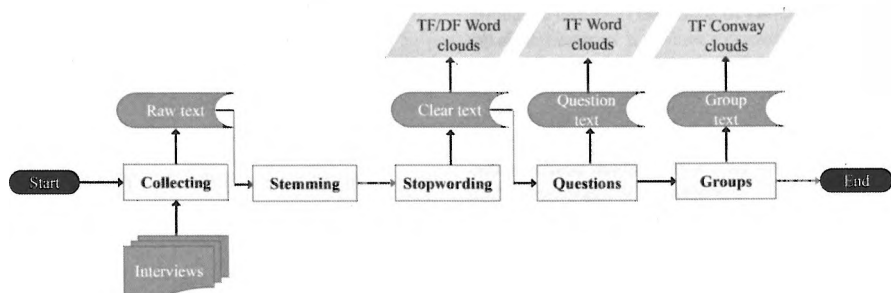 TF/DF Word
clouds
TF Word
clouds
TF Conway
clouds
Raw text
Clear text
Question
text
Group
text
Start
Collecting
Stemming
Stopwording
Questions
Groups
End
Interviews